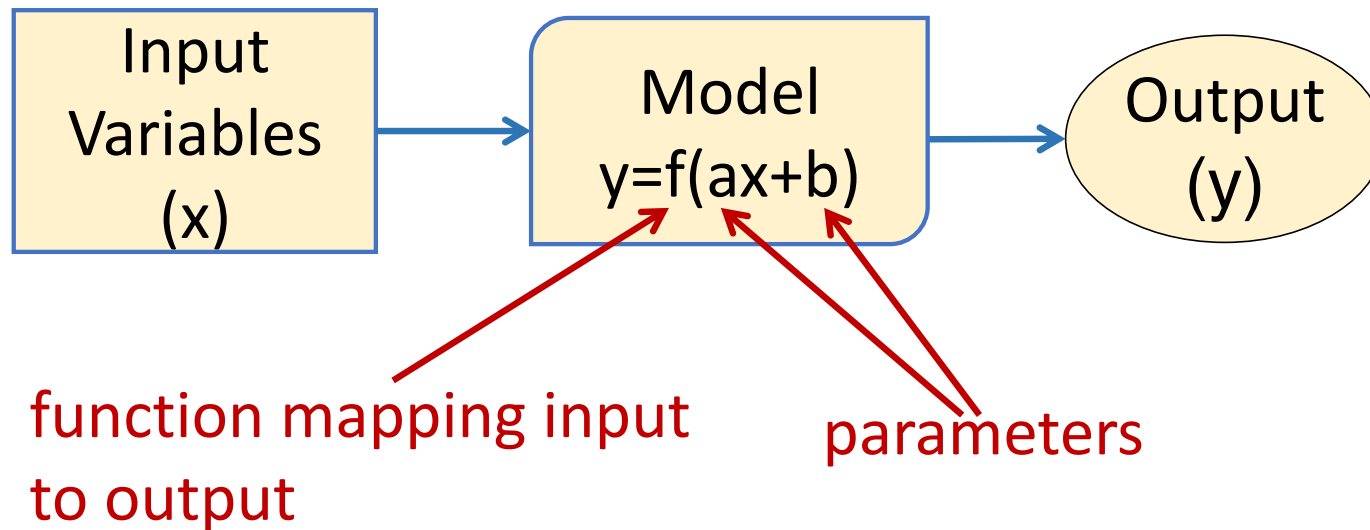 Input
Variables
(x)
Model
y=f(ax+b)
Output
(y)
function mapping input
to output
parameters